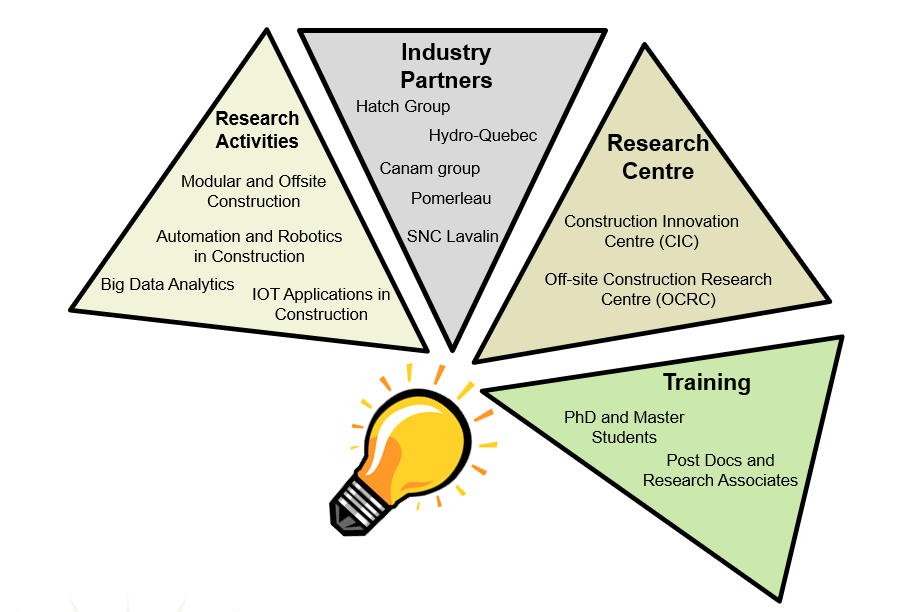 Research
Activities
Modular and Offsite
Construction
Automation and Robotics
in Construction
Big Data Analytics
IOT Applications in
Construction
Industry
Partners
Hatch Group
Hydro-Quebec
Canam group
Pomerleau
SNC Lavalin
Research
Centre
Construction Innovation
Centre (CIC)
Off-site Construction Research
Centre (OCRC)
Training
PhD and Master
Students
Post Docs and
Research Associates